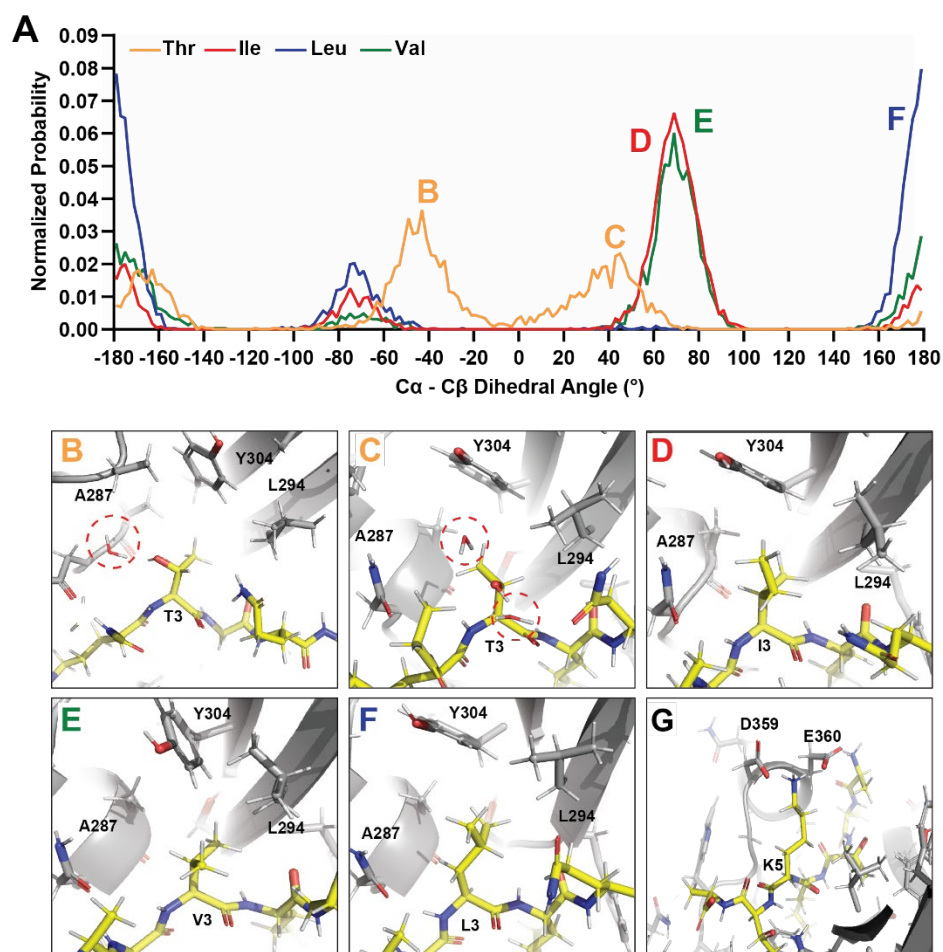 A
Thr Ile Leu Val
Normalized Probability
0.09
0.08
0.07
0.06
0.05
0.04
0.03
0.02
0.01
0.00
B
C
D
E
F
-180 -160 -140 -120 -100 -80 -60 -40 -20 0 20 40 60 80 100 120 140 160 180
Cα - Cβ Dihedral Angle (°)
B
Y304
A287
L294
T3
C
Y304
A287
L294
T3
D
Y304
A287
L294
I3
E
Y304
A287
L294
V3
F
Y304
A287
L294
L3
G
D359
E360
K5